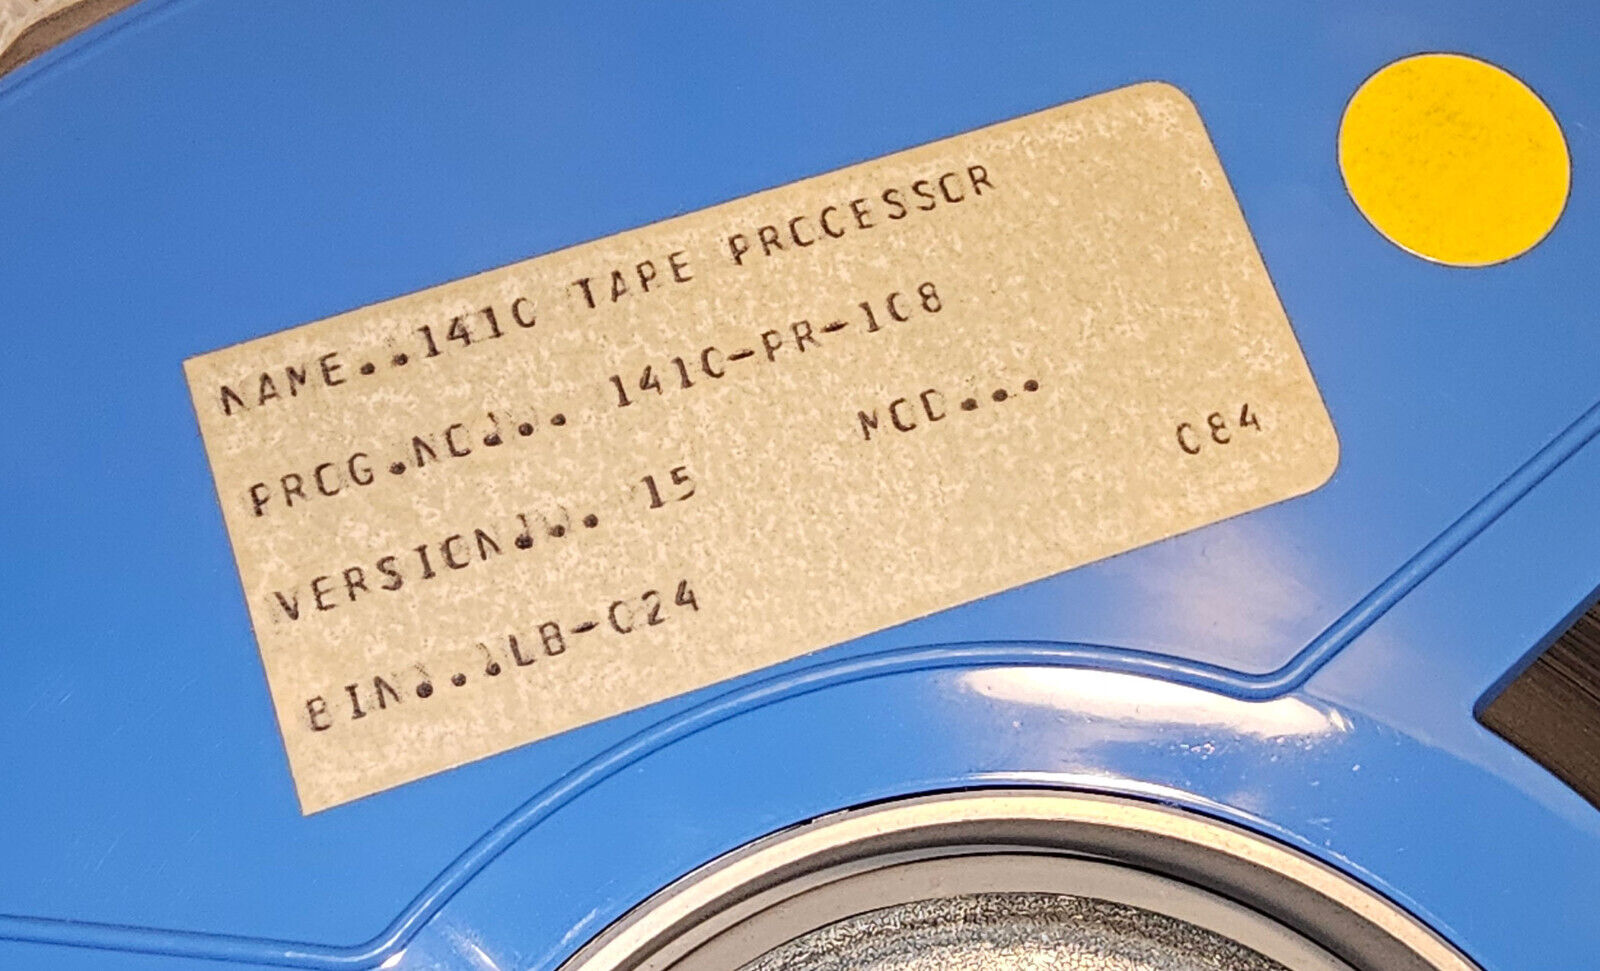 NAME..1410 TAPE PROCESSOR
PROG.NO.... 1410-PR-108
VERSION.... 15 MOD...
BIN....LB-024 084